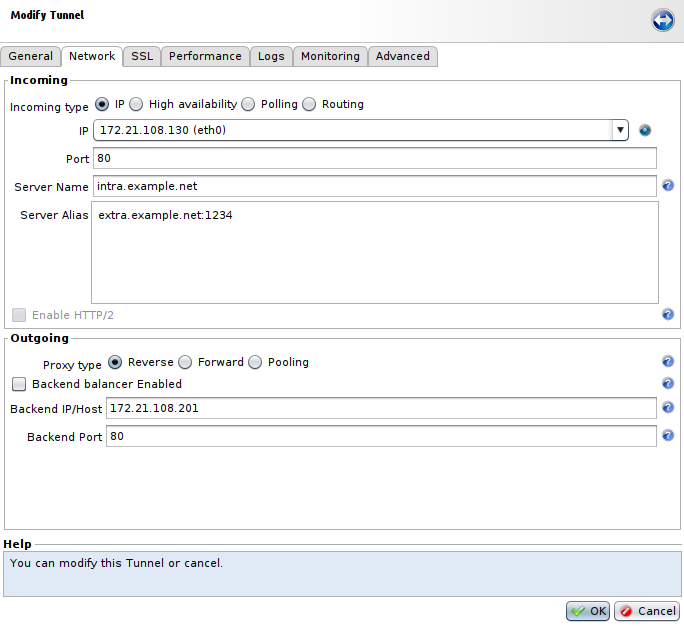 Modify Tunnel
General Network SSL Performance Logs Monitoring Advanced
Incoming
Incoming type IP High availability Polling Routing
IP 172.21.108.130 (eth0)
Port 80
Server Name intra.example.net
Server Alias extra.example.net:1234
Enable HTTP/2
Outgoing
Proxy type Reverse Forward Pooling
Backend balancer Enabled
Backend IP/Host 172.21.108.201
Backend Port 80
Help
You can modify this Tunnel or cancel.
OK Cancel